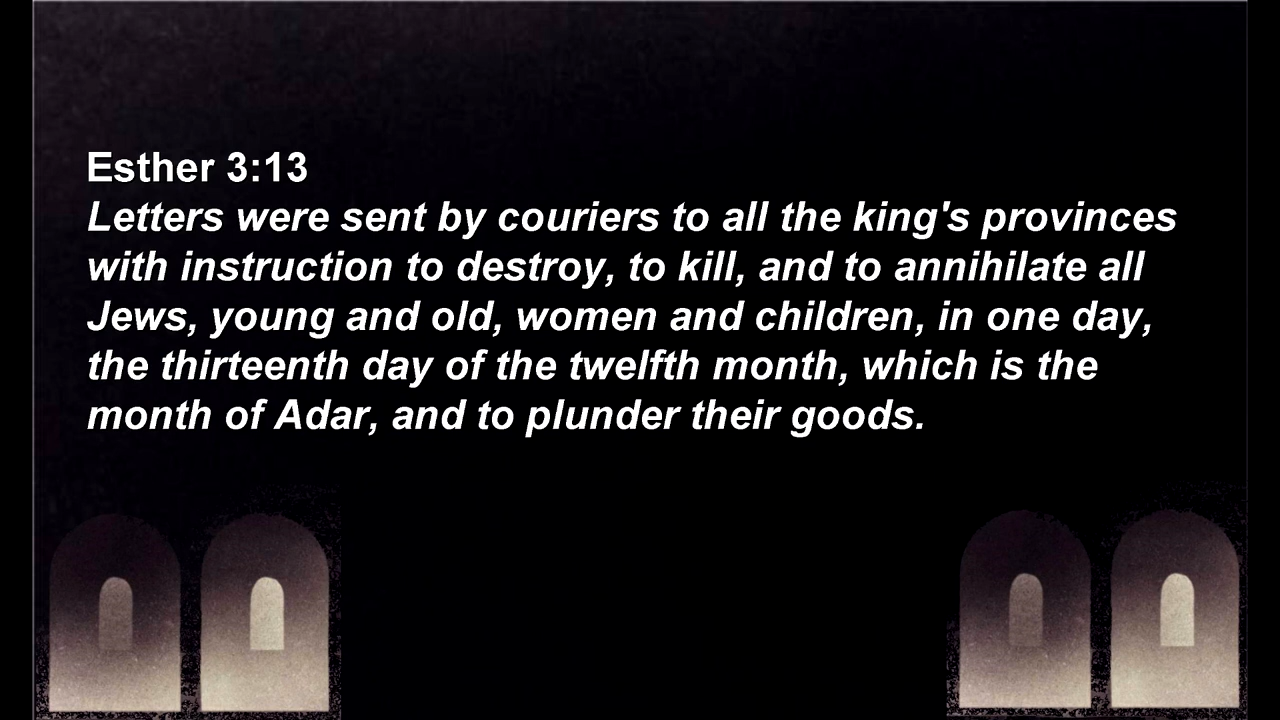 Esther 3:13
Letters were sent by couriers to all the king's provinces
with instruction to destroy, to kill, and to annihilate all
Jews, young and old, women and children, in one day,
the thirteenth day of the twelfth month, which is the
month of Adar, and to plunder their goods.